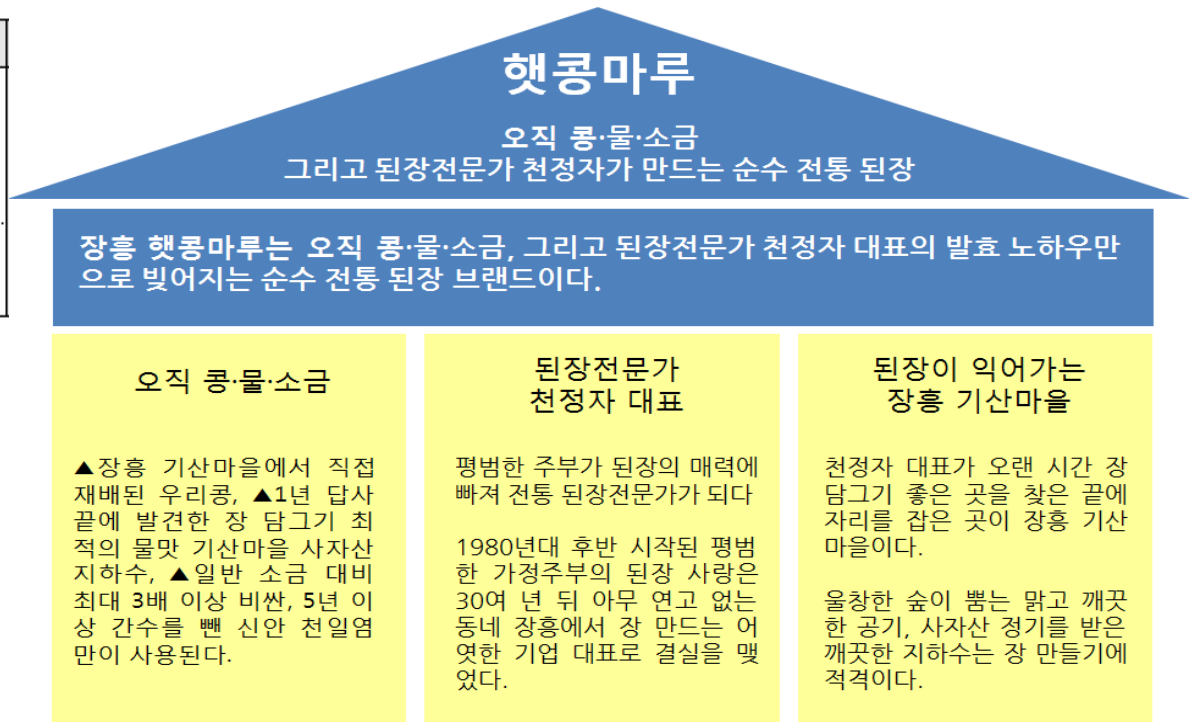 햇콩마루
오직 콩·물·소금
그리고 된장전문가 천정자가 만드는 순수 전통 된장
장흥 햇콩마루는 오직 콩·물·소금, 그리고 된장전문가 천정자 대표의 발효 노하우만
으로 빚어지는 순수 전통 된장 브랜드이다.
오직 콩·물·소금
▲장흥 기산마을에서 직접
재배된 우리콩, ▲1년 답사
끝에 발견한 장 담그기 최
적의 물맛 기산마을 사자산
지하수, ▲일반 소금 대비
최대 3배 이상 비싼, 5년 이
상 간수를 뺀 신안 천일염
만이 사용된다.
된장전문가
천정자 대표
평범한 주부가 된장의 매력에
빠져 전통 된장전문가가 되다
1980년대 후반 시작된 평범
한 가정주부의 된장 사랑은
30여 년 뒤 아무 연고 없는
동네 장흥에서 장 만드는 어
엿한 기업 대표로 결실을 맺
었다.
된장이 익어가는
장흥 기산마을
천정자 대표가 오랜 시간 장
담그기 좋은 곳을 찾은 끝에
자리를 잡은 곳이 장흥 기산
마을이다.
울창한 숲이 뿜는 맑고 깨끗
한 공기, 사자산 정기를 받은
깨끗한 지하수는 장 만들기에
적격이다.